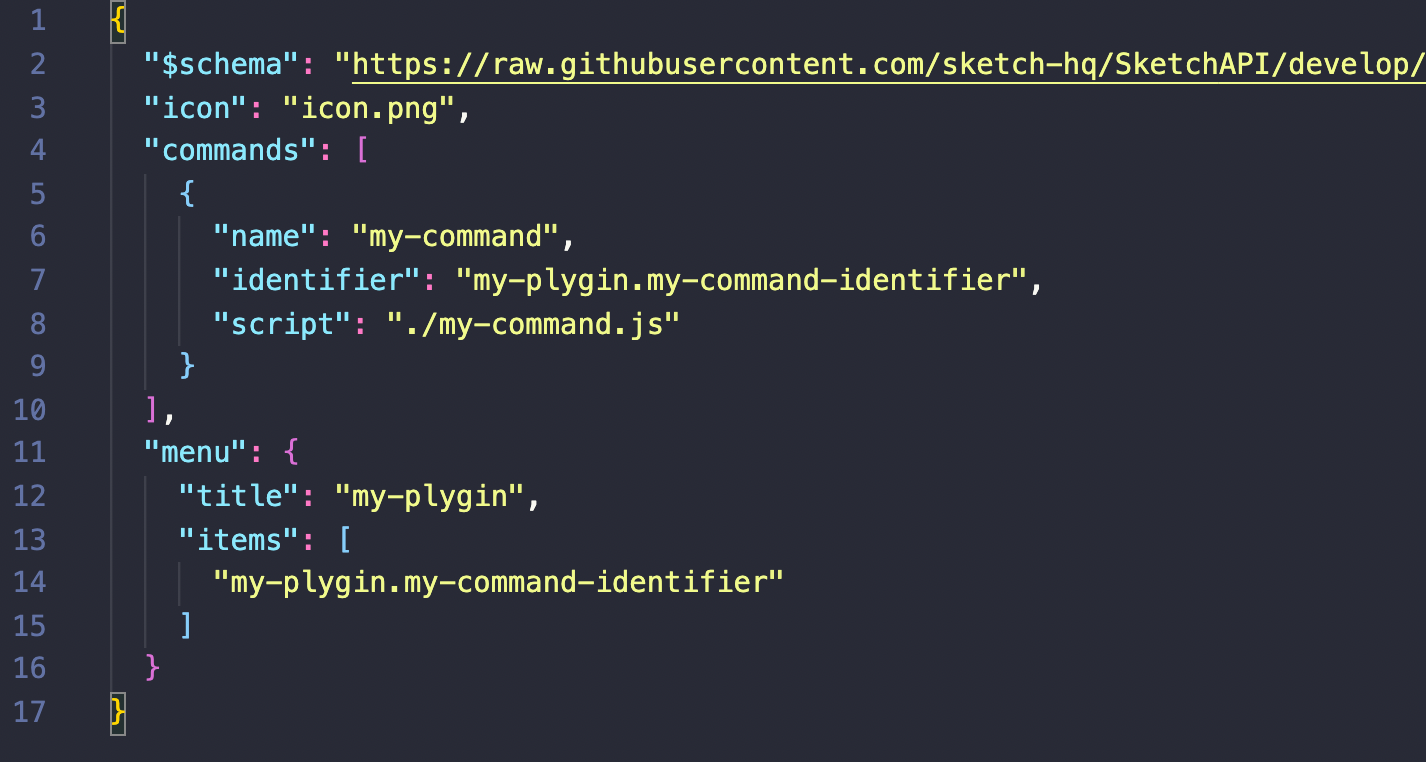 1 {
2 "$schema": "https://raw.githubusercontent.com/sketch-hq/SketchAPI/develop/
3 "icon": "icon.png",
4 "commands": [
5 {
6 "name": "my-command",
7 "identifier": "my-plygin.my-command-identifier",
8 "script": "./my-command.js"
9 }
10 ],
11 "menu": {
12 "title": "my-plygin",
13 "items": [
14 "my-plygin.my-command-identifier"
15 ]
16 }
17 }